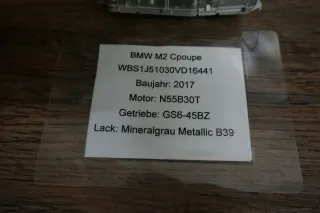 BMW M2 Cpoupe
WBS1J51030VD16441
Baujahr: 2017
Motor: N55B30T
Getriebe: GS6-45BZ
Lack: Mineralgrau Metallic B39